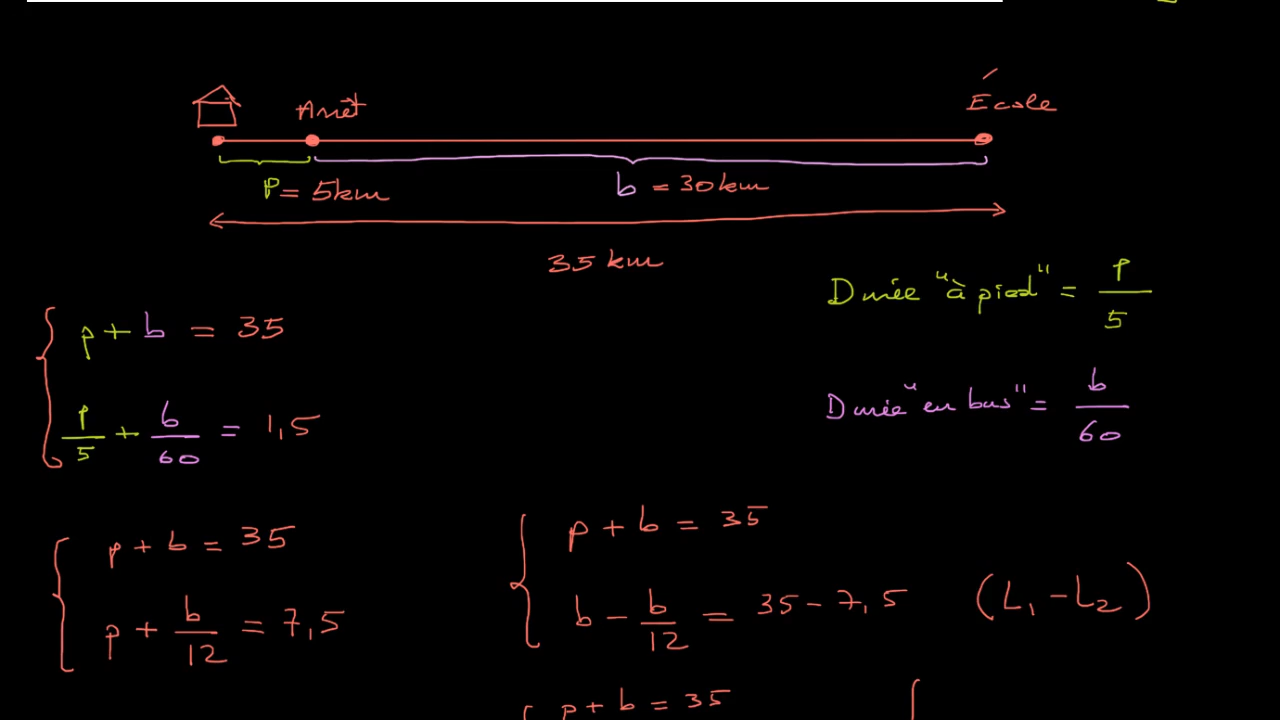 Arrêt
École
p = 5km
b = 30km
35 km
Durée "à pied" = p/5
p + b = 35
Durée "en bus" = b/60
p/5 + b/60 = 1,5
p + b = 35
p + b/12 = 7,5
p + b = 35
b - b/12 = 35 - 7,5 (L₁ - L₂)
p + b = 35